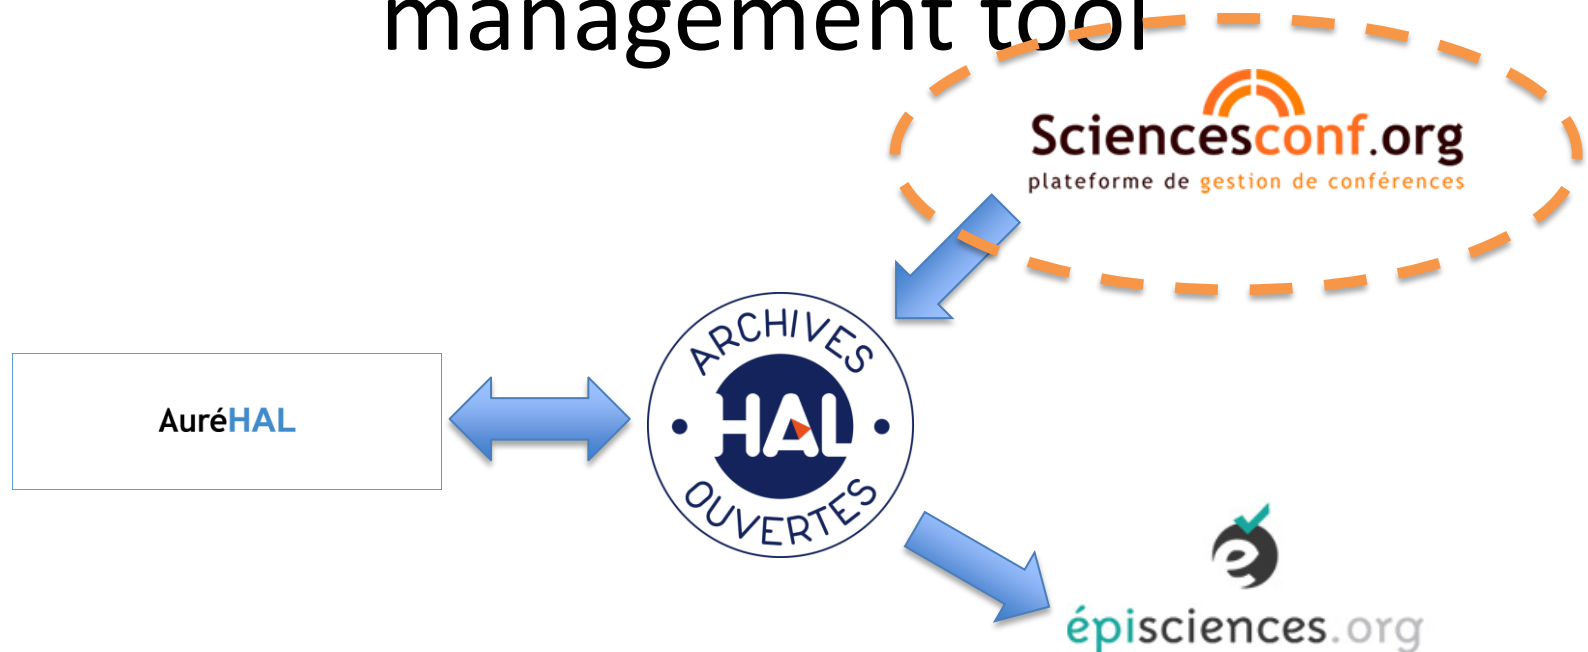 management tool
Sciencesconf.org
plateforme de gestion de conférences
ARCHIVES
HAL
OUVERTES
AuréHAL
épisciences.org